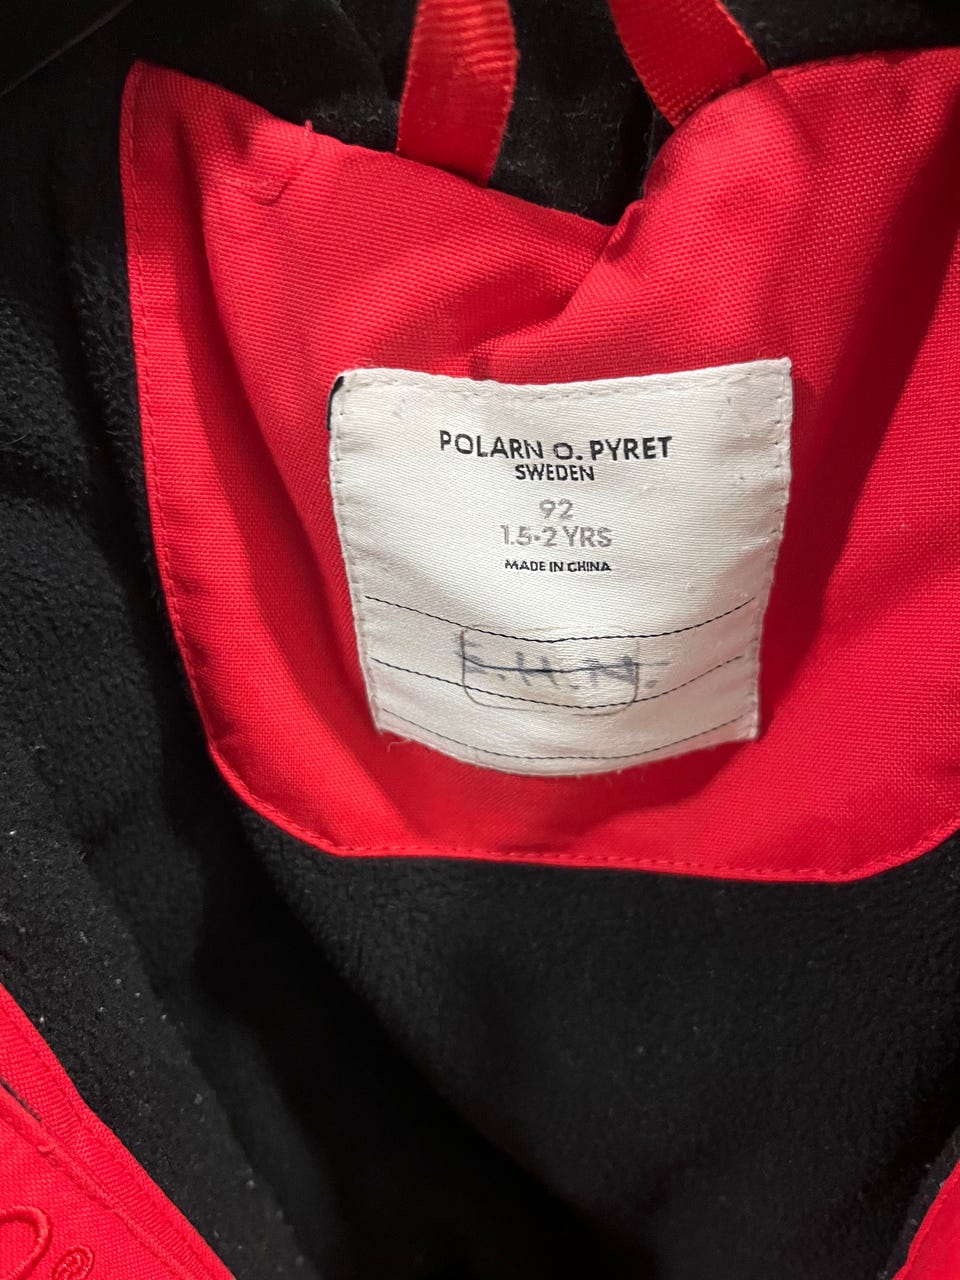 POLARN O. PYRET
SWEDEN
92
1.5-2 YRS
MADE IN CHINA